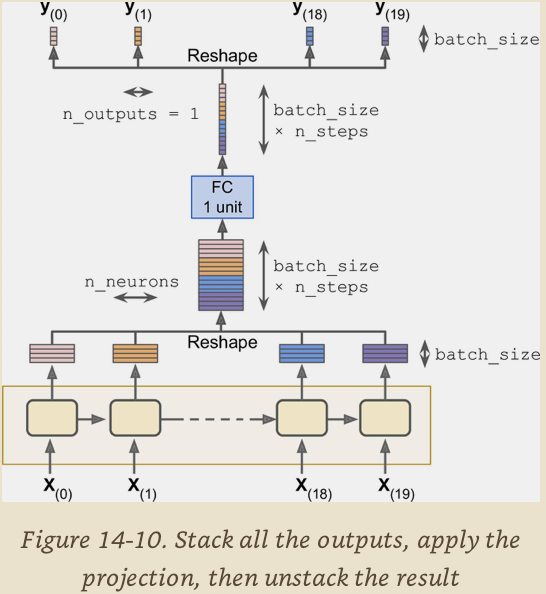 y(0) y(1) y(18) y(19)
batch_size
Reshape
n_outputs = 1
batch_size
× n_steps
FC
1 unit
n_neurons
batch_size
× n_steps
Reshape
batch_size
X(0) X(1) X(18) X(19)
Figure 14-10. Stack all the outputs, apply the
projection, then unstack the result